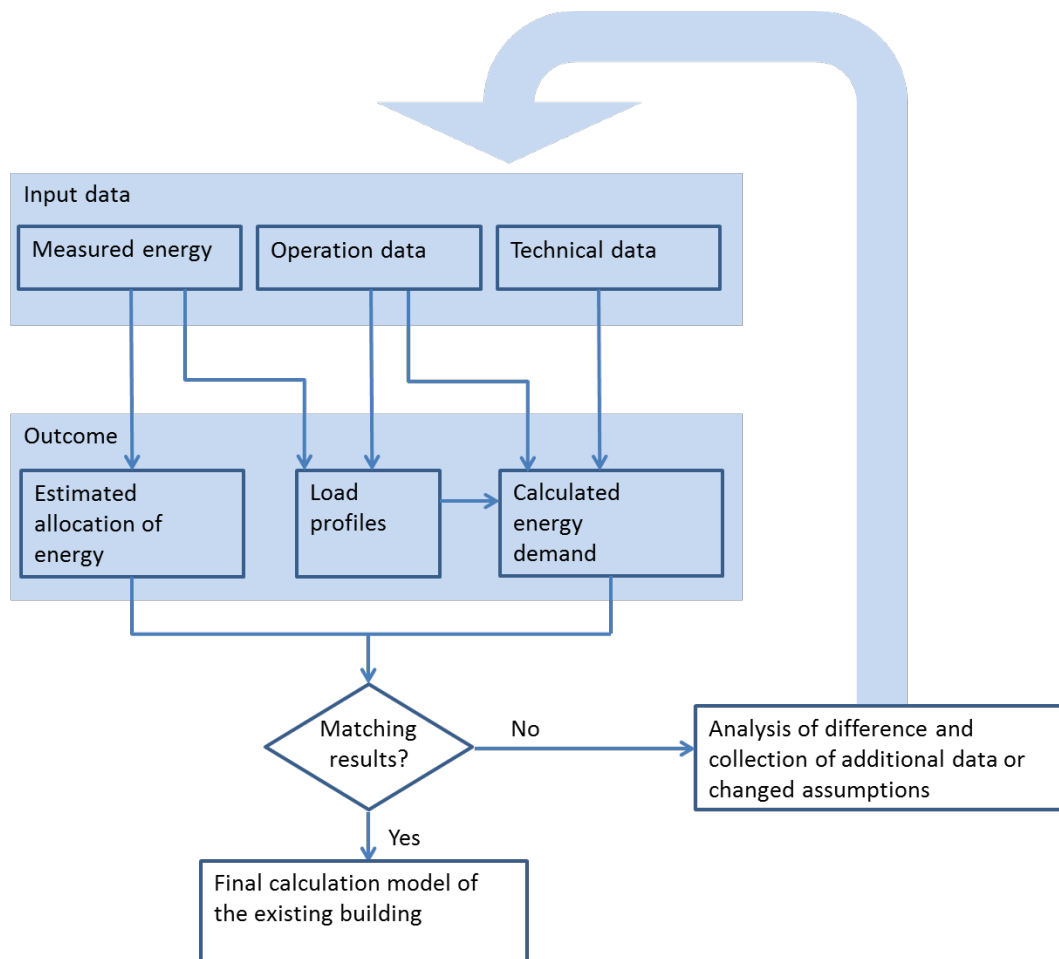 Input data
Measured energy
Operation data
Technical data
Outcome
Estimated
allocation of
energy
Load
profiles
Calculated
energy
demand
Matching
results?
No
Analysis of difference and
collection of additional data or
changed assumptions
Yes
Final calculation model of
the existing building